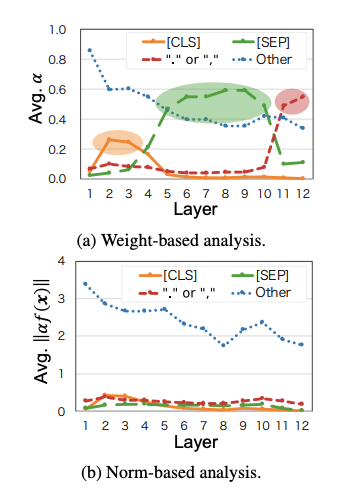 1.0
0.8
0.6
0.4
0.2
0.0
Avg. α
[CLS] [SEP]
"." or "," Other
1 2 3 4 5 6 7 8 9 10 11 12
Layer
(a) Weight-based analysis.
4
3
2
1
0
Avg. ‖αf(x)‖
[CLS] [SEP]
"." or "," Other
1 2 3 4 5 6 7 8 9 10 11 12
Layer
(b) Norm-based analysis.